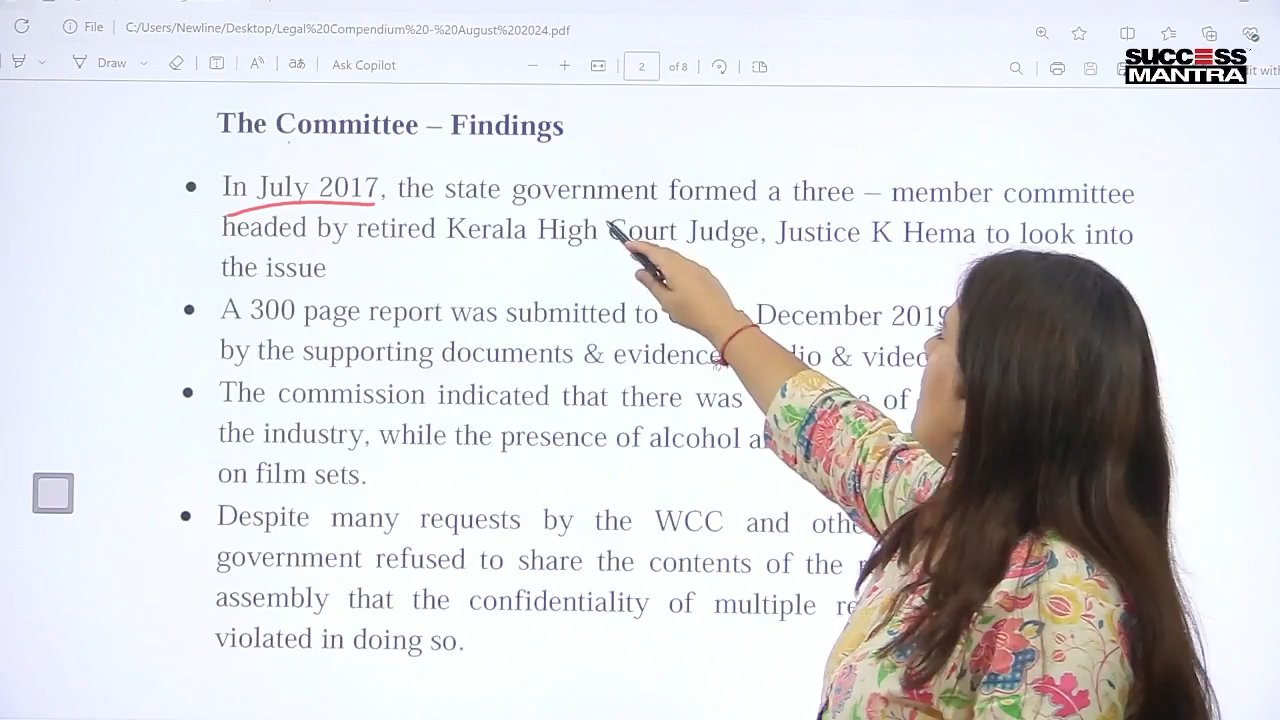 File C:/Users/Newline/Desktop/Legal%20Compendium%20-%20August%202024.pdf
Draw aあ Ask Copilot 2 of 8
SUCCESS
MANTRA
The Committee – Findings
• In July 2017, the state government formed a three – member committee
headed by retired Kerala High Court Judge, Justice K Hema to look into
the issue
• A 300 page report was submitted to December 2019
by the supporting documents & evidence & video
• The commission indicated that there was of
the industry, while the presence of alcohol
on film sets.
• Despite many requests by the WCC and
government refused to share the contents of the
assembly that the confidentiality of multiple
violated in doing so.